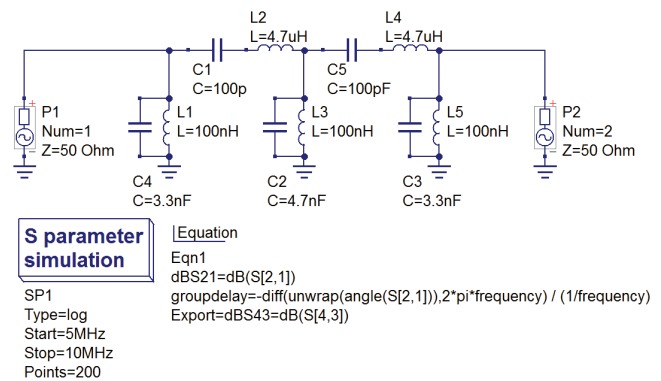 L2
L=4.7uH
L4
L=4.7uH
C1
C=100p
C5
C=100pF
P1
Num=1
Z=50 Ohm
L1
L=100nH
L3
L=100nH
L5
L=100nH
P2
Num=2
Z=50 Ohm
C4
C=3.3nF
C2
C=4.7nF
C3
C=3.3nF
S parameter
simulation
Equation
Eqn1
dBS21=dB(S[2,1])
groupdelay=-diff(unwrap(angle(S[2,1])),2*pi*frequency) / (1/frequency)
Export=dBS43=dB(S[4,3])
SP1
Type=log
Start=5MHz
Stop=10MHz
Points=200